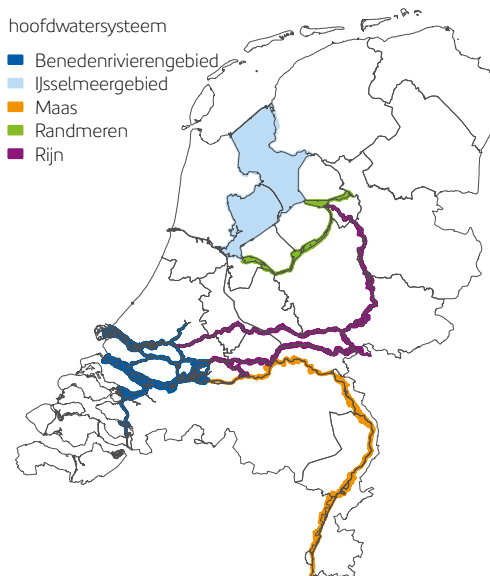 hoofdwatersysteem
Benedenrivierengebied
IJsselmeergebied
Maas
Randmeren
Rijn